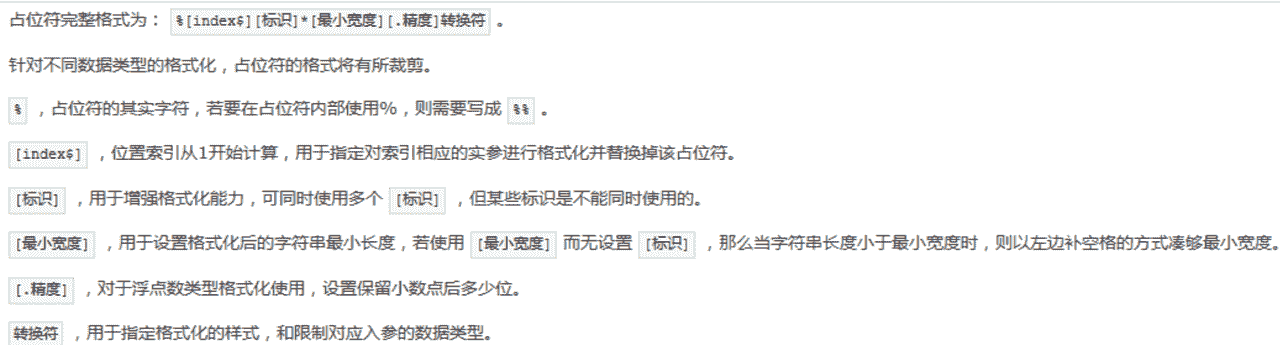 占位符完整格式为： %[index$][标识]*[最小宽度][.精度]转换符 。
针对不同数据类型的格式化，占位符的格式将有所裁剪。
% ，占位符的其实字符，若要在占位符内部使用%，则需要写成 %% 。
[index$] ，位置索引从1开始计算，用于指定对索引相应的实参进行格式化并替换掉该占位符。
[标识] ，用于增强格式化能力，可同时使用多个 [标识] ，但某些标识是不能同时使用的。
[最小宽度] ，用于设置格式化后的字符串最小长度，若使用 [最小宽度] 而无设置 [标识] ，那么当字符串长度小于最小宽度时，则以左边补空格的方式凑够最小宽度。
[.精度] ，对于浮点数类型格式化使用，设置保留小数点后多少位。
转换符 ，用于指定格式化的样式，和限制对应入参的数据类型。